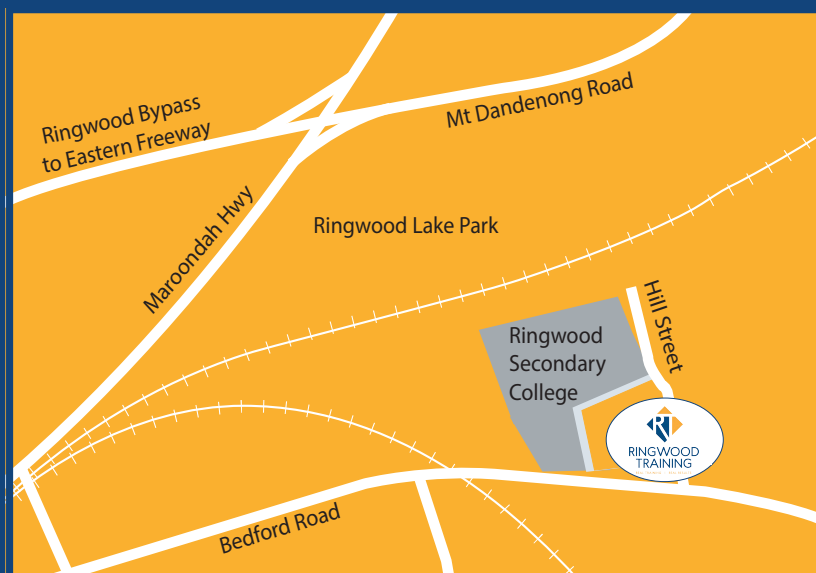 Ringwood Bypass
to Eastern Freeway
Mt Dandenong Road
Maroondah Hwy
Ringwood Lake Park
Hill Street
Ringwood
Secondary
College
RT
RINGWOOD
TRAINING
Bedford Road